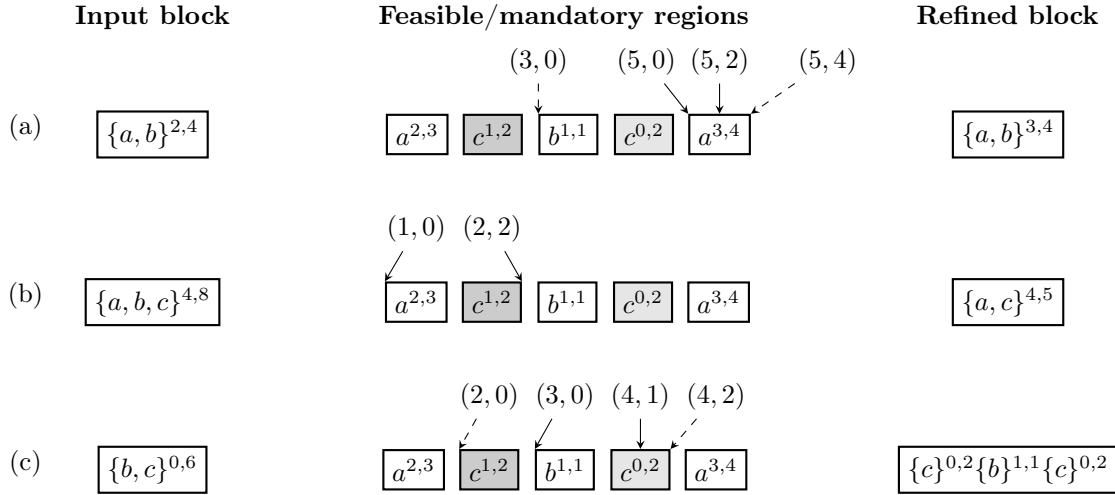 Input block Feasible/mandatory regions Refined block
(3, 0) (5, 0) (5, 2) (5, 4)
(a) {a, b}^{2,4} a^{2,3} c^{1,2} b^{1,1} c^{0,2} a^{3,4} {a, b}^{3,4}
(1, 0) (2, 2)
(b) {a, b, c}^{4,8} a^{2,3} c^{1,2} b^{1,1} c^{0,2} a^{3,4} {a, c}^{4,5}
(2, 0) (3, 0) (4, 1) (4, 2)
(c) {b, c}^{0,6} a^{2,3} c^{1,2} b^{1,1} c^{0,2} a^{3,4} {c}^{0,2}{b}^{1,1}{c}^{0,2}